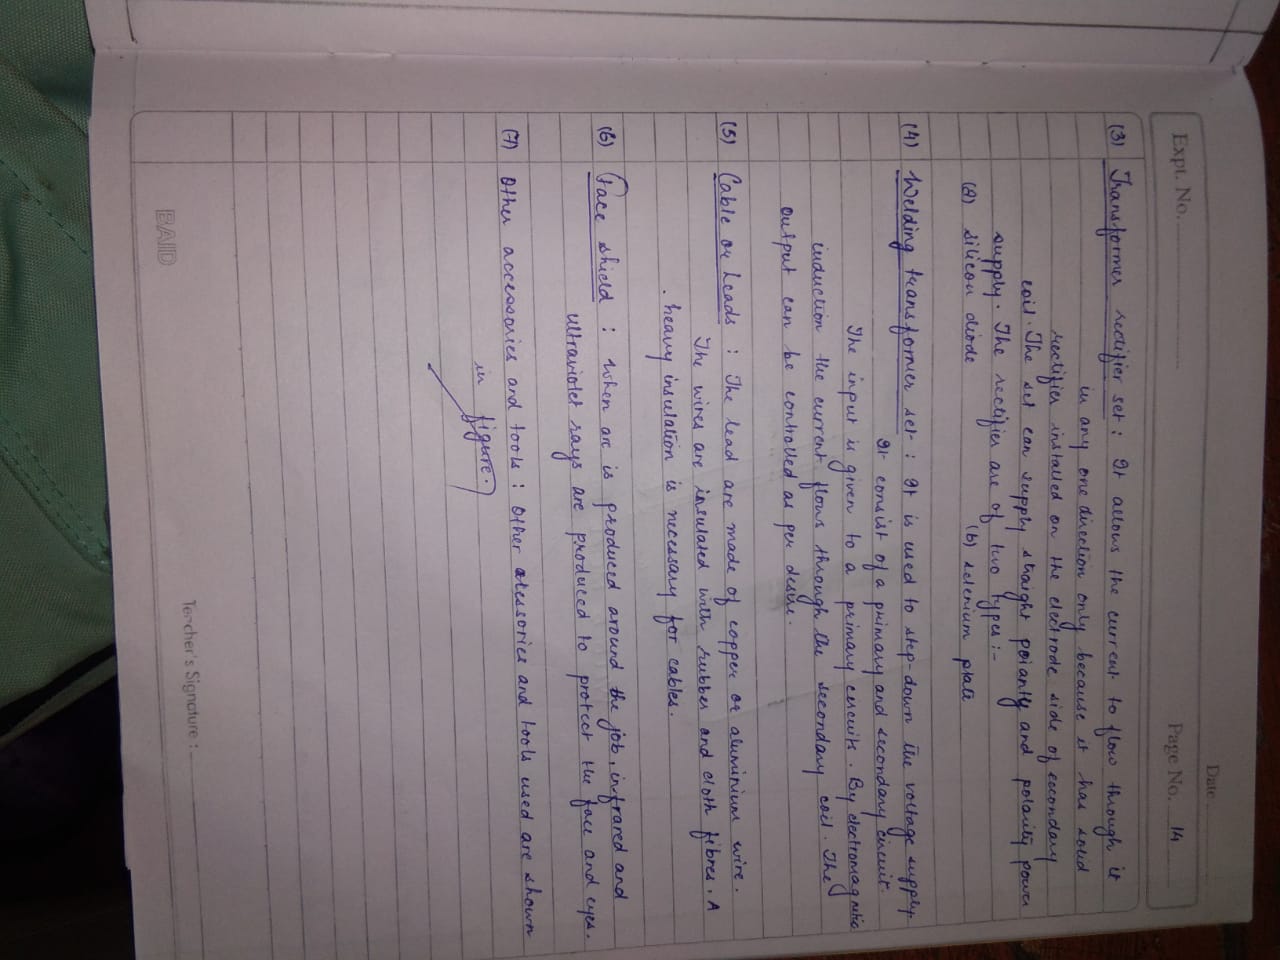 Date
Expt. No.
Page No. 14
(3) Transformer rectifier set : It allows the current to flow through it
in any one direction only because it has solid
rectifier installed on the electrode side of secondary
coil. The set can supply straight polarity and polarity power
supply. The rectifier are of two types :-
(a) silicon diode (b) selenium plate
(4) Welding transformer set : It is used to step-down the voltage supply.
It consist of a primary and secondary circuit.
The input is given to a primary circuit. By electromagnetic
induction the current flows through the secondary coil. The
output can be controlled as per desire.
(5) Cable or Leads : The lead are made of copper or aluminium wire.
The wires are insulated with rubber and cloth fibres. A
heavy insulation is necessary for cables.
(6) Face shield : When arc is produced around the job, infrared and
ultraviolet rays are produced to protect the face and eyes.
(7) Other accessories and tools : Other acessories and tools used are shown
in figure.
BAID
Teacher's Signature :